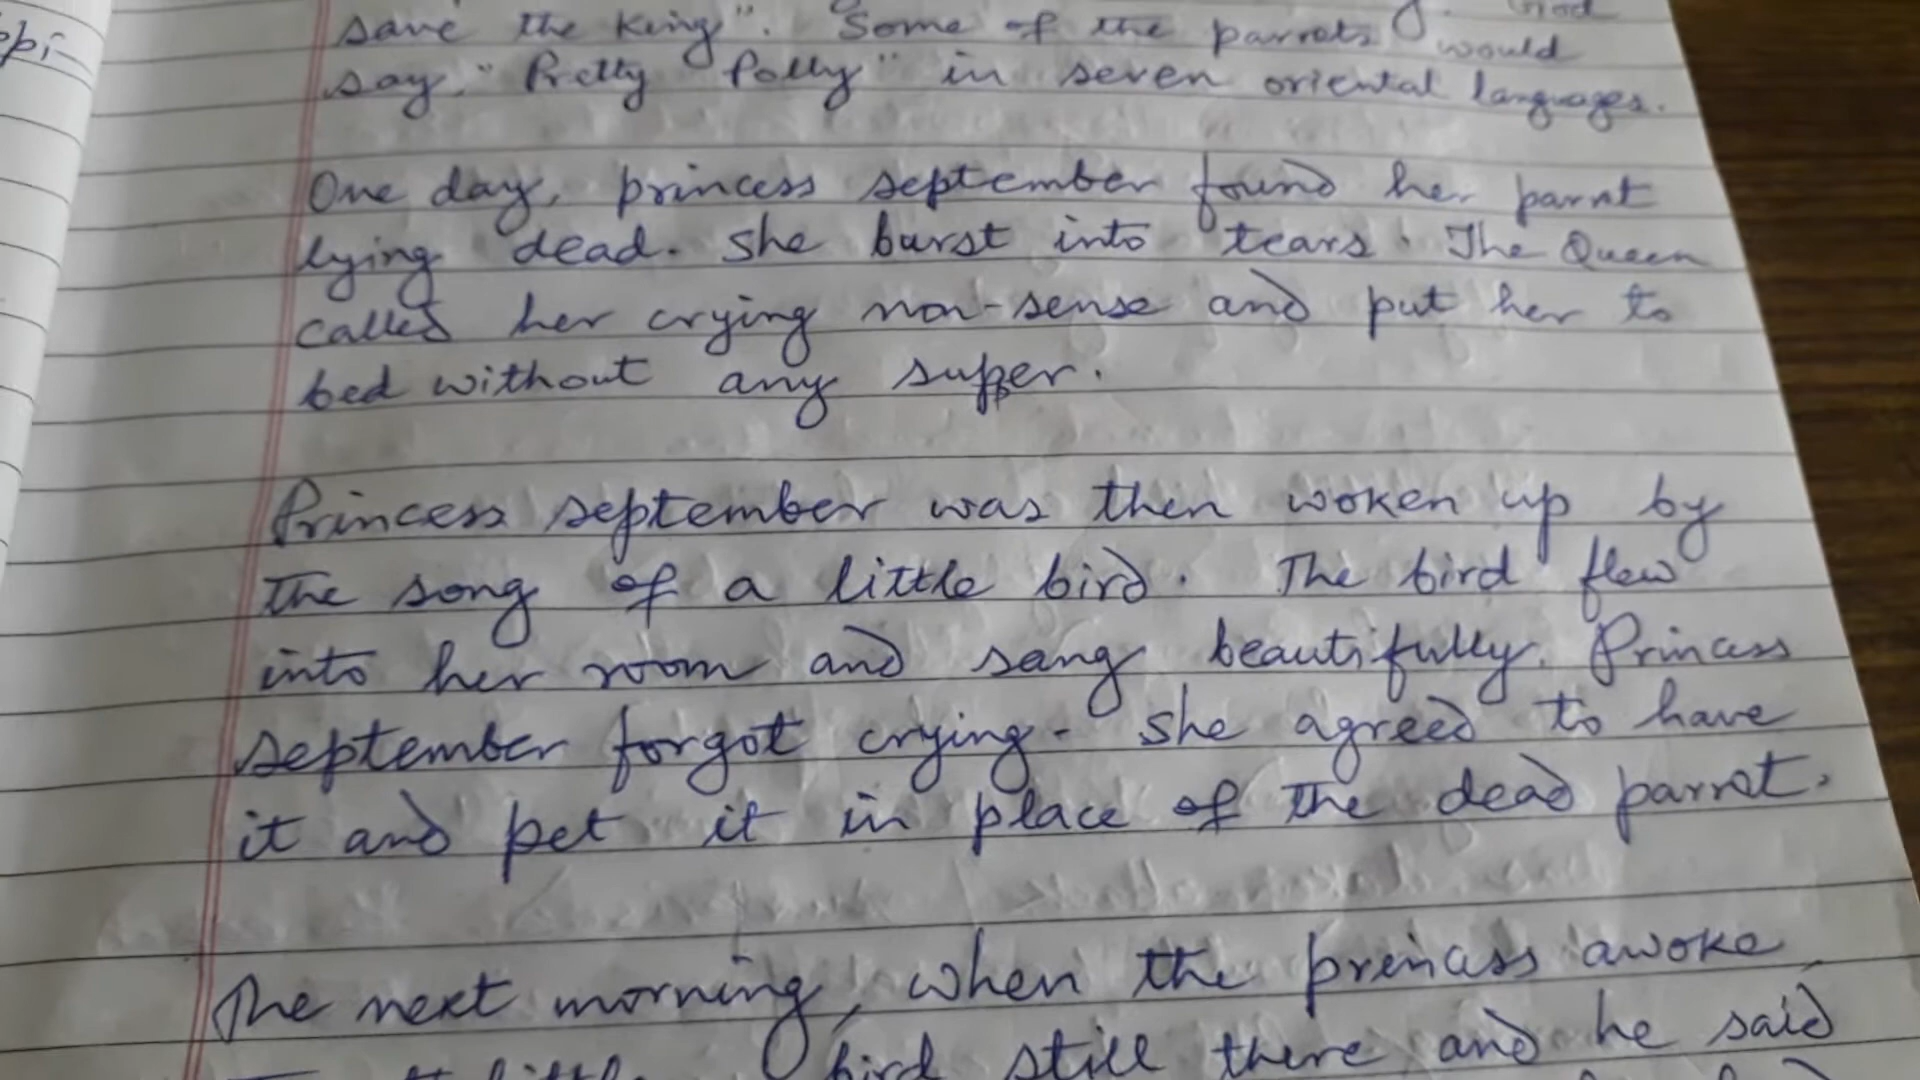 save the King". Some of the parrots would
say, "Pretty Polly" in seven oriental languages.
One day, princess september found her parrot
lying dead. She burst into tears. The Queen
called her crying non-sense and put her to
bed without any supper.
Princess september was then woken up by
the song of a little bird. The bird flew
into her room and sang beautifully. Princess
september forgot crying. She agreed to have
it and pet it in place of the dead parrot.
The next morning, when the princess awoke
bird still there and he said